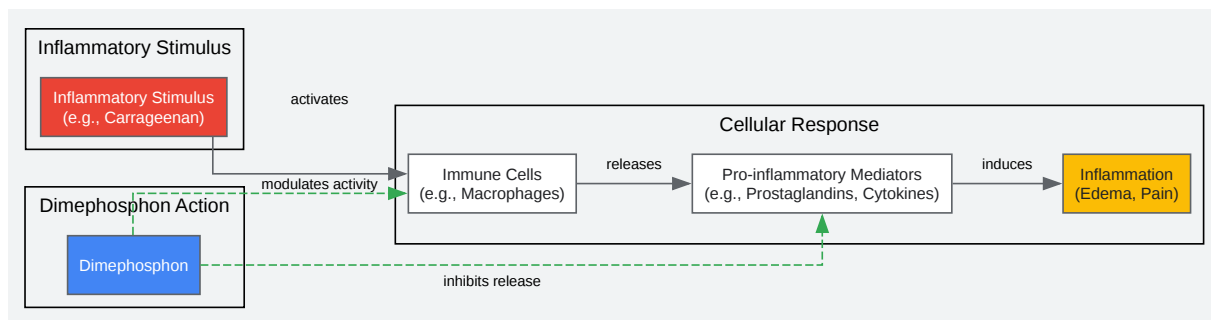 Inflammatory Stimulus
Inflammatory Stimulus
(e.g., Carrageenan)
activates
Cellular Response
Immune Cells
(e.g., Macrophages)
releases
Pro-inflammatory Mediators
(e.g., Prostaglandins, Cytokines)
induces
Inflammation
(Edema, Pain)
modulates activity
Dimephosphon Action
Dimephosphon
inhibits release